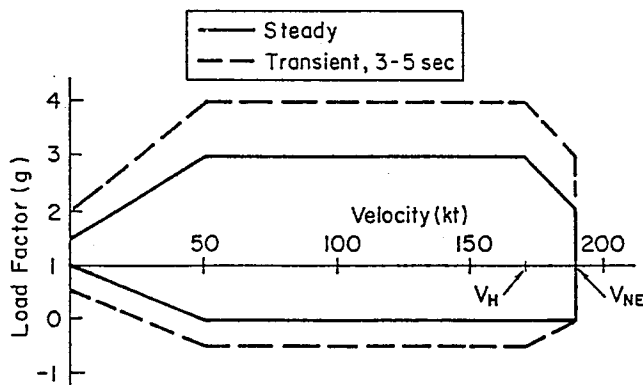 Steady
Transient, 3-5 sec
Load Factor (g)
4
3
2
1
0
-1
Velocity (kt)
50
100
150
200
V_H
V_NE